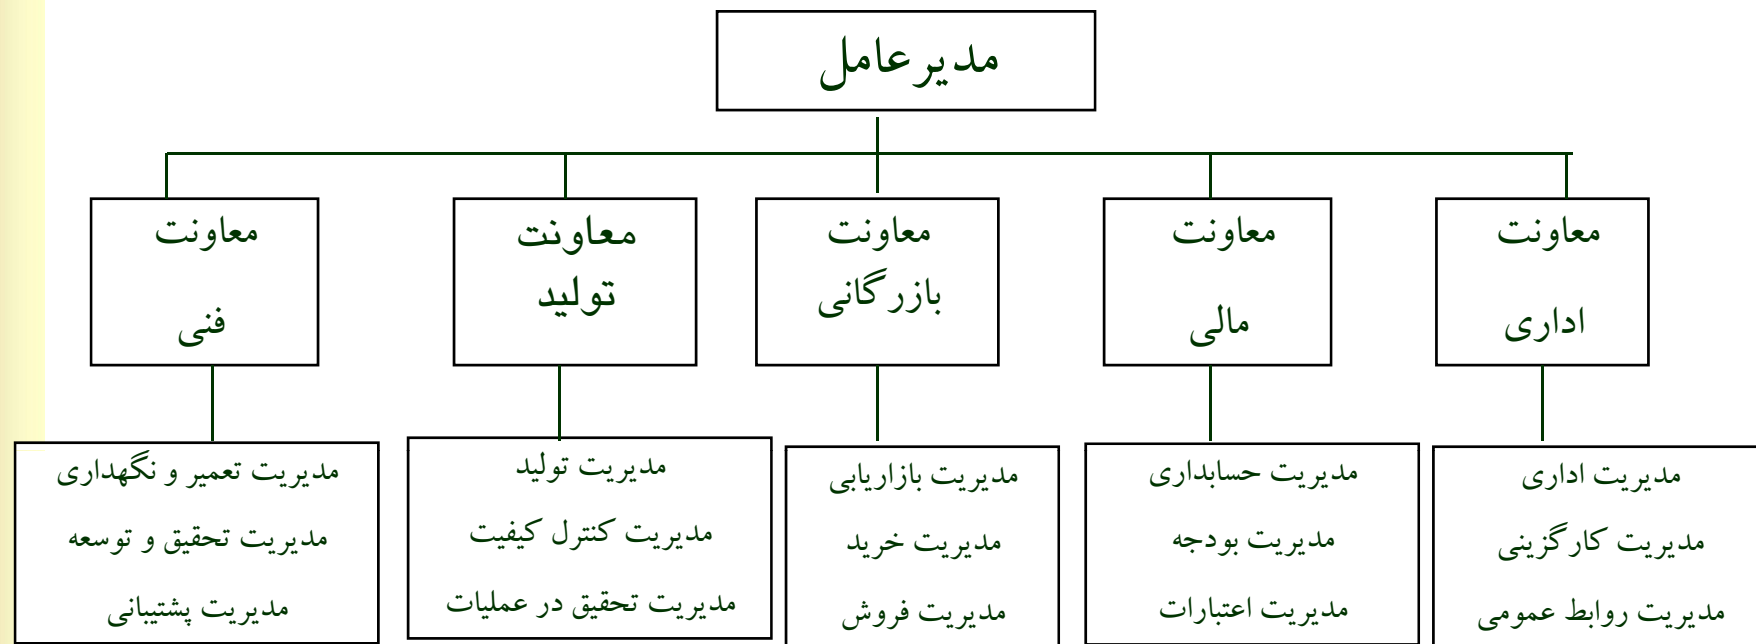 مدیرعامل
معاونت
اداری
معاونت
مالی
معاونت
بازرگانی
معاونت
تولید
معاونت
فنی
مدیریت اداری
مدیریت کارگزینی
مدیریت روابط عمومی
مدیریت حسابداری
مدیریت بودجه
مدیریت اعتبارات
مدیریت بازاریابی
مدیریت خرید
مدیریت فروش
مدیریت تولید
مدیریت کنترل کیفیت
مدیریت تحقیق در عملیات
مدیریت تعمیر و نگهداری
مدیریت تحقیق و توسعه
مدیریت پشتیبانی